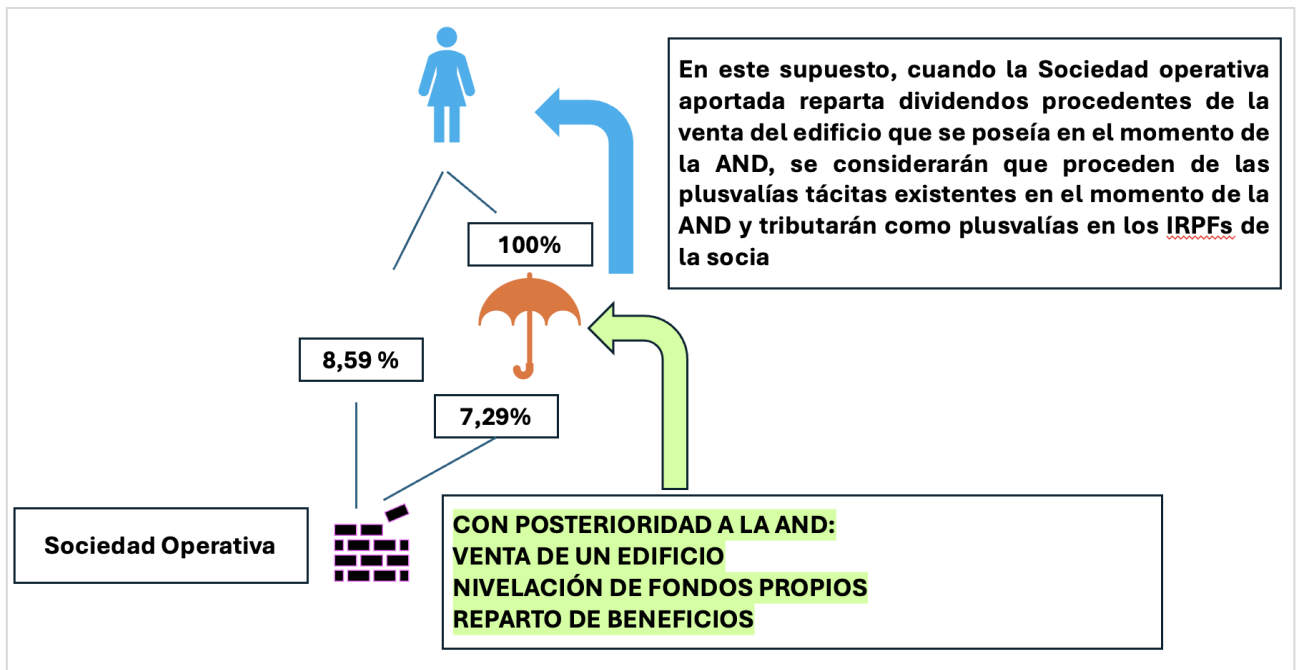 En este supuesto, cuando la Sociedad operativa
aportada reparta dividendos procedentes de la
venta del edificio que se poseía en el momento de
la AND, se considerarán que proceden de las
plusvalías tácitas existentes en el momento de la
AND y tributarán como plusvalías en los IRPFs de
la socia
100%
8,59 %
7,29%
Sociedad Operativa
CON POSTERIORIDAD A LA AND:
VENTA DE UN EDIFICIO
NIVELACIÓN DE FONDOS PROPIOS
REPARTO DE BENEFICIOS